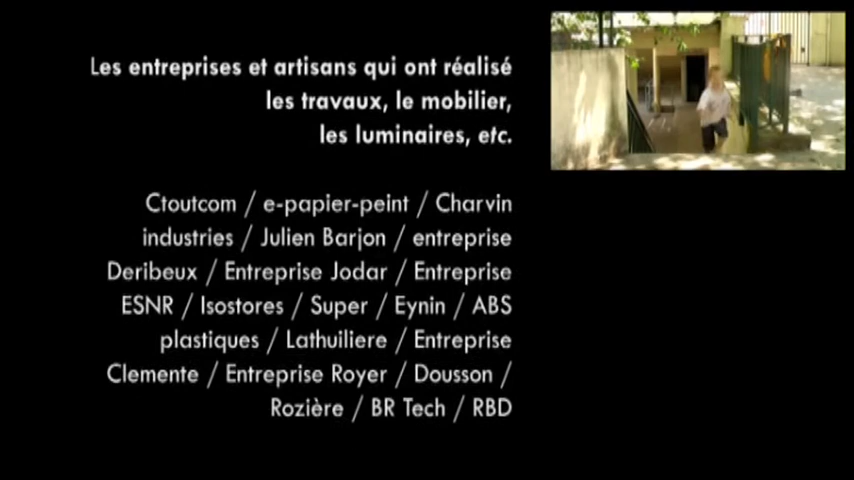 Les entreprises et artisans qui ont réalisé
les travaux, le mobilier,
les luminaires, etc.
Ctoutcom / e-papier-peint / Charvin
industries / Julien Barjon / entreprise
Deribeux / Entreprise Jodar / Entreprise
ESNR / Isostores / Super / Eynin / ABS
plastiques / Lathuiliere / Entreprise
Clemente / Entreprise Royer / Dousson /
Rozière / BR Tech / RBD